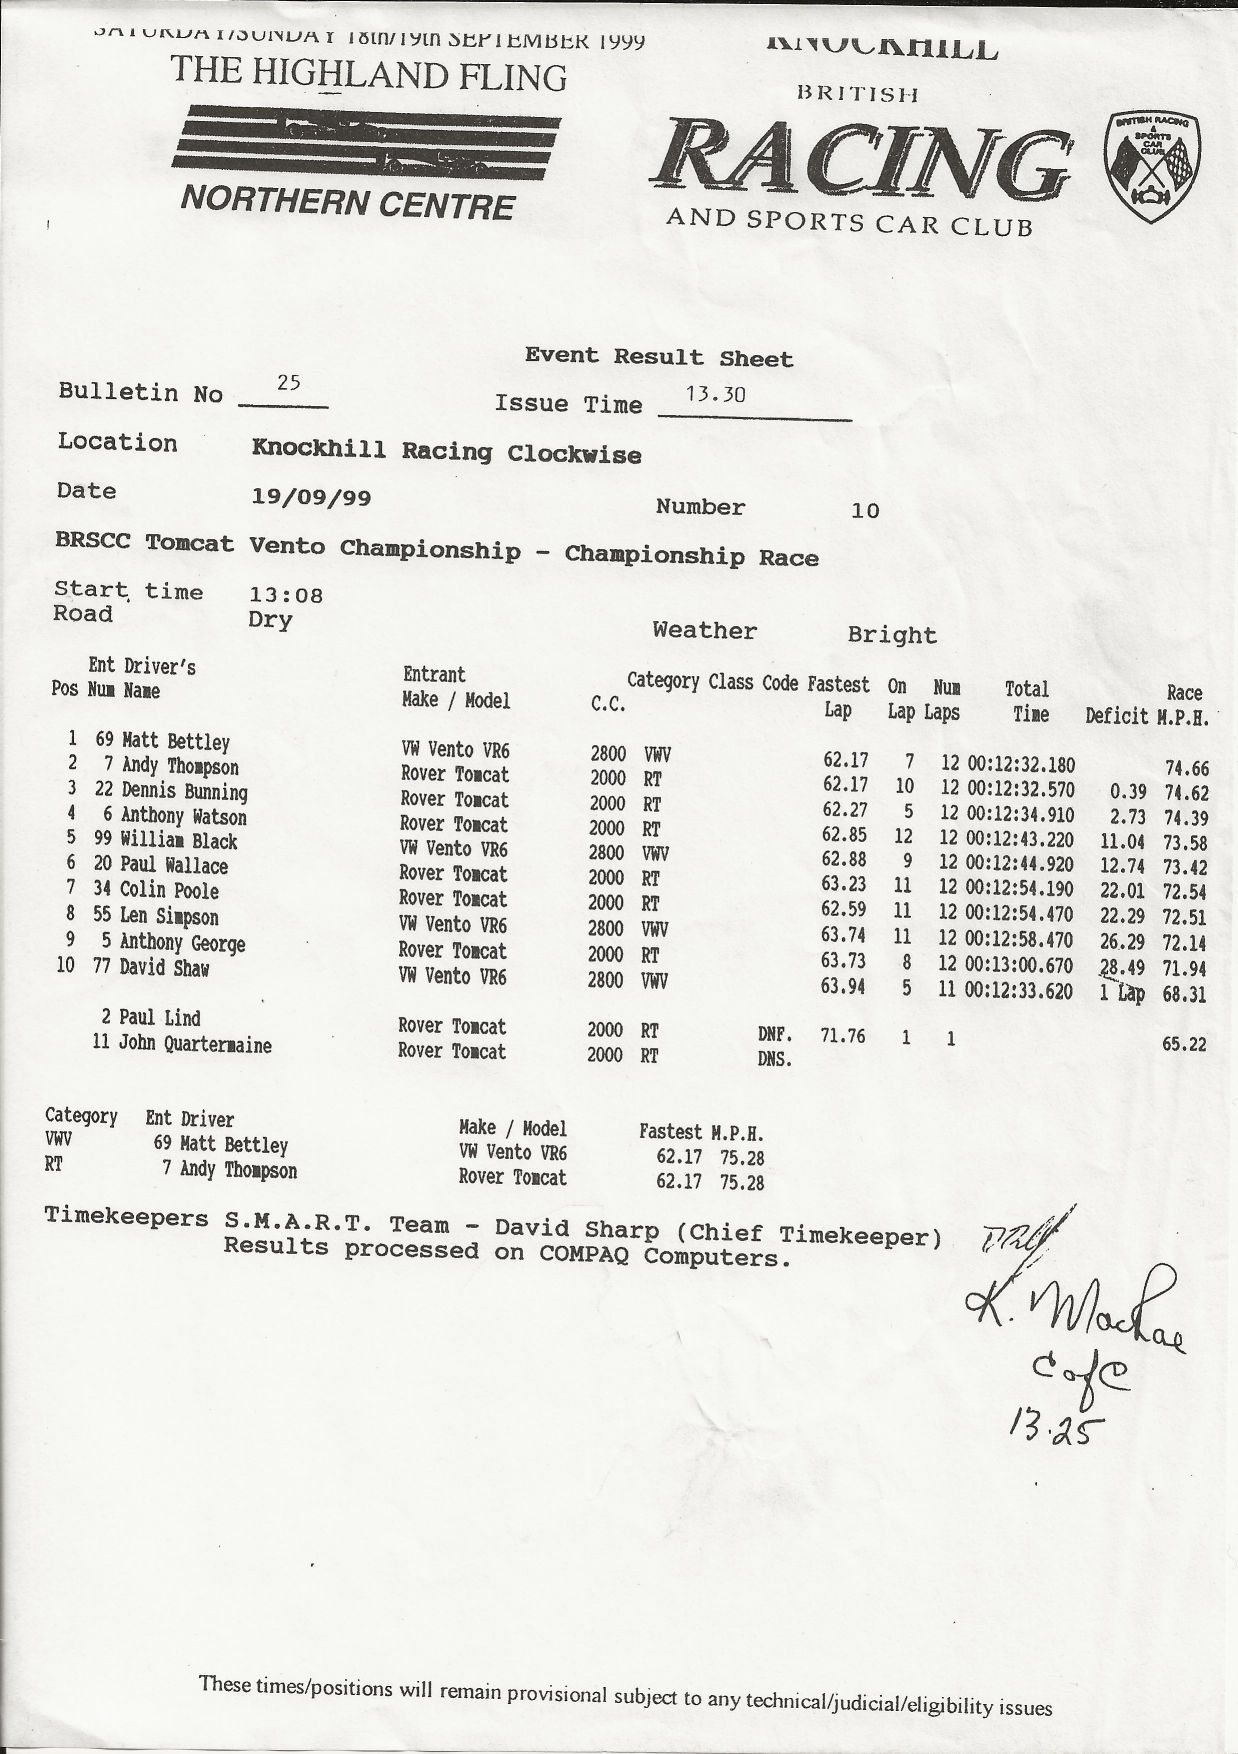 SATURDAY/SUNDAY 18th/19th SEPTEMBER 1999
KNOCKHILL
THE HIGHLAND FLING
BRITISH
RACING
AND SPORTS CAR CLUB
BRITISH RACING
&
SPORTS
CAR
CLUB
NORTHERN CENTRE
Event Result Sheet
Bulletin No 25
Issue Time 13.30
Location Knockhill Racing Clockwise
Date 19/09/99 Number 10
BRSCC Tomcat Vento Championship - Championship Race
Start time 13:08
Road Dry Weather Bright
Ent Driver's Entrant Category Class Code Fastest On Num Total Race
Pos Num Name Make / Model C.C. Lap Lap Laps Time Deficit M.P.H.
1 69 Matt Bettley VW Vento VR6 2800 VWV 62.17 7 12 00:12:32.180 74.66
2 7 Andy Thompson Rover Tomcat 2000 RT 62.17 10 12 00:12:32.570 0.39 74.62
3 22 Dennis Bunning Rover Tomcat 2000 RT 62.27 5 12 00:12:34.910 2.73 74.39
4 6 Anthony Watson Rover Tomcat 2000 RT 62.85 12 12 00:12:43.220 11.04 73.58
5 99 William Black VW Vento VR6 2800 VWV 62.88 9 12 00:12:44.920 12.74 73.42
6 20 Paul Wallace Rover Tomcat 2000 RT 63.23 11 12 00:12:54.190 22.01 72.54
7 34 Colin Poole Rover Tomcat 2000 RT 62.59 11 12 00:12:54.470 22.29 72.51
8 55 Len Simpson VW Vento VR6 2800 VWV 63.74 11 12 00:12:58.470 26.29 72.14
9 5 Anthony George Rover Tomcat 2000 RT 63.73 8 12 00:13:00.670 28.49 71.94
10 77 David Shaw VW Vento VR6 2800 VWV 63.94 5 11 00:12:33.620 1 Lap 68.31
2 Paul Lind Rover Tomcat 2000 RT DNF. 71.76 1 1 65.22
11 John Quartermaine Rover Tomcat 2000 RT DNS.
Category Ent Driver Make / Model Fastest M.P.H.
VWV 69 Matt Bettley VW Vento VR6 62.17 75.28
RT 7 Andy Thompson Rover Tomcat 62.17 75.28
Timekeepers S.M.A.R.T. Team - David Sharp (Chief Timekeeper)
Results processed on COMPAQ Computers.
K. MacRae
C of C
13.25
These times/positions will remain provisional subject to any technical/judicial/eligibility issues